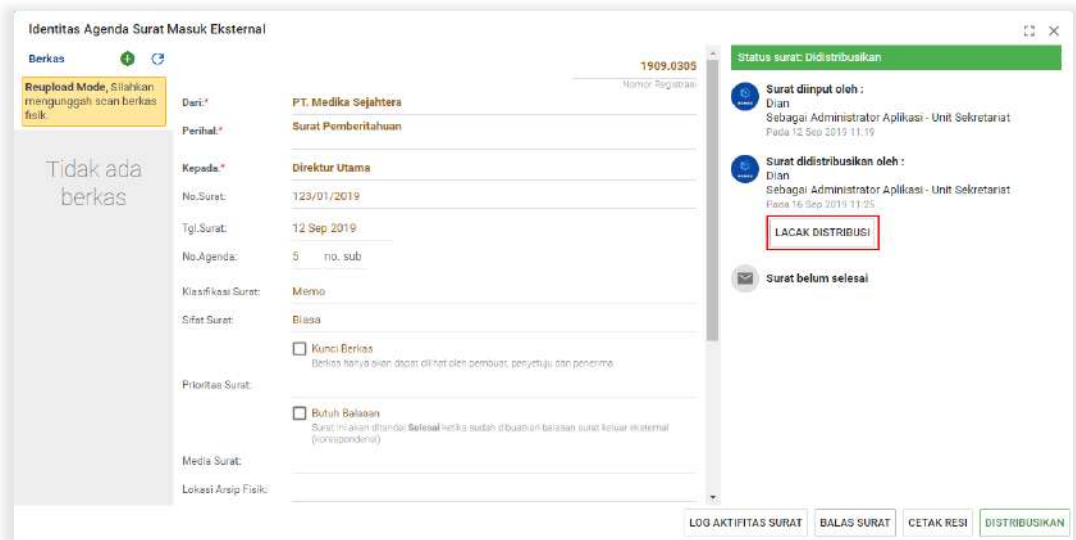 Identitas Agenda Surat Masuk Eksternal
Berkas
Reupload Mode, Silahkan
mengunggah scan berkas
fisik.
Tidak ada
berkas
1909.0305
Nomor Registrasi
Dari:*
PT. Medika Sejahtera
Perihal:*
Surat Pemberitahuan
Kepada:*
Direktur Utama
No.Surat:
123/01/2019
Tgl.Surat:
12 Sep 2019
No.Agenda:
5 no. sub
Klasifikasi Surat:
Memo
Sifat Surat:
Biasa
Kunci Berkas
Berkas hanya akan dapat dilihat oleh pembuat, penyetuju dan penerima
Prioritas Surat:
Butuh Balasan
Surat ini akan ditandai Selesai ketika sudah dibuatkan balasan surat keluar eksternal
(korespondensi)
Media Surat:
Lokasi Arsip Fisik:
Status surat: Didistribusikan
Surat diinput oleh :
Dian
Sebagai Administrator Aplikasi - Unit Sekretariat
Pada 12 Sep 2019 11:19
Surat didistribusikan oleh :
Dian
Sebagai Administrator Aplikasi - Unit Sekretariat
Pada 16 Sep 2019 11:25
LACAK DISTRIBUSI
Surat belum selesai
LOG AKTIFITAS SURAT
BALAS SURAT
CETAK RESI
DISTRIBUSIKAN